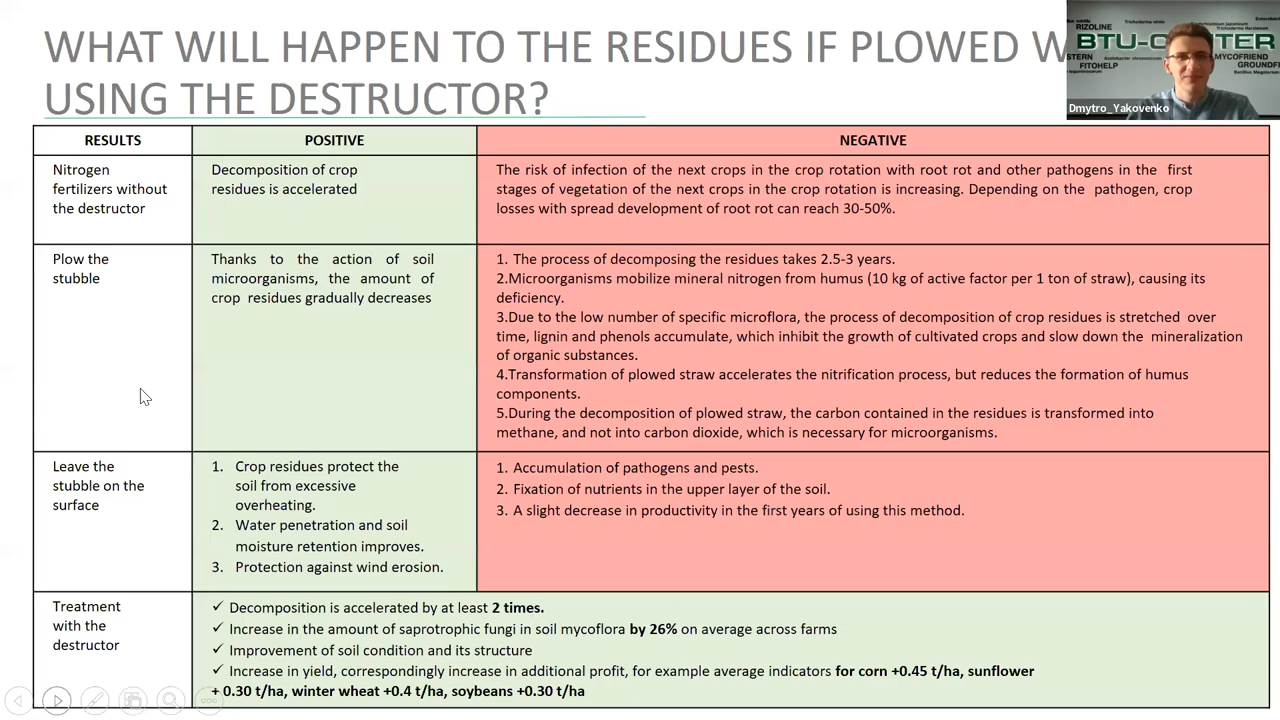 WHAT WILL HAPPEN TO THE RESIDUES IF PLOWED W
USING THE DESTRUCTOR?
RIZOLINE
Trichoderma viride
BTU-C TER
STERN
FITOHELP
MYCOFRIEND
GROUNDF
Dmytro_Yakovenko
RESULTS
POSITIVE
NEGATIVE
Nitrogen
fertilizers without
the destructor
Decomposition of crop
residues is accelerated
The risk of infection of the next crops in the crop rotation with root rot and other pathogens in the first
stages of vegetation of the next crops in the crop rotation is increasing. Depending on the pathogen, crop
losses with spread development of root rot can reach 30-50%.
Plow the
stubble
Thanks to the action of soil
microorganisms, the amount of
crop residues gradually decreases
1. The process of decomposing the residues takes 2.5-3 years.
2.Microorganisms mobilize mineral nitrogen from humus (10 kg of active factor per 1 ton of straw), causing its
deficiency.
3.Due to the low number of specific microflora, the process of decomposition of crop residues is stretched over
time, lignin and phenols accumulate, which inhibit the growth of cultivated crops and slow down the mineralization
of organic substances.
4.Transformation of plowed straw accelerates the nitrification process, but reduces the formation of humus
components.
5.During the decomposition of plowed straw, the carbon contained in the residues is transformed into
methane, and not into carbon dioxide, which is necessary for microorganisms.
Leave the
stubble on the
surface
1. Crop residues protect the
soil from excessive
overheating.
2. Water penetration and soil
moisture retention improves.
3. Protection against wind erosion.
1. Accumulation of pathogens and pests.
2. Fixation of nutrients in the upper layer of the soil.
3. A slight decrease in productivity in the first years of using this method.
Treatment
with the
destructor
✓ Decomposition is accelerated by at least 2 times.
✓ Increase in the amount of saprotrophic fungi in soil mycoflora by 26% on average across farms
✓ Improvement of soil condition and its structure
✓ Increase in yield, correspondingly increase in additional profit, for example average indicators for corn +0.45 t/ha, sunflower
+ 0.30 t/ha, winter wheat +0.4 t/ha, soybeans +0.30 t/ha